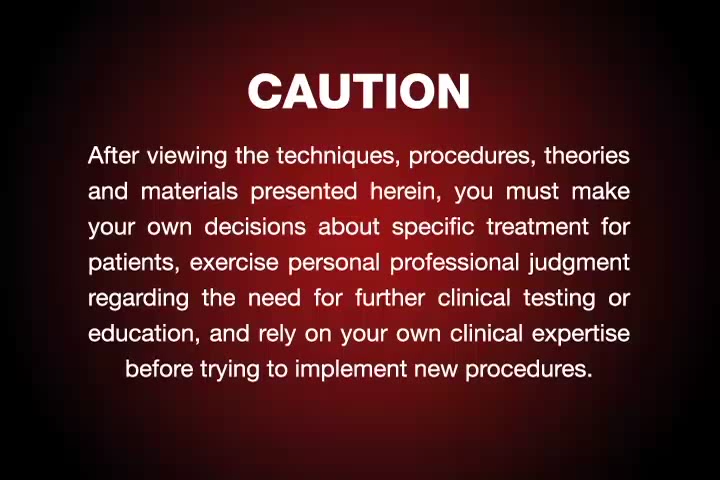 CAUTION
After viewing the techniques, procedures, theories
and materials presented herein, you must make
your own decisions about specific treatment for
patients, exercise personal professional judgment
regarding the need for further clinical testing or
education, and rely on your own clinical expertise
before trying to implement new procedures.